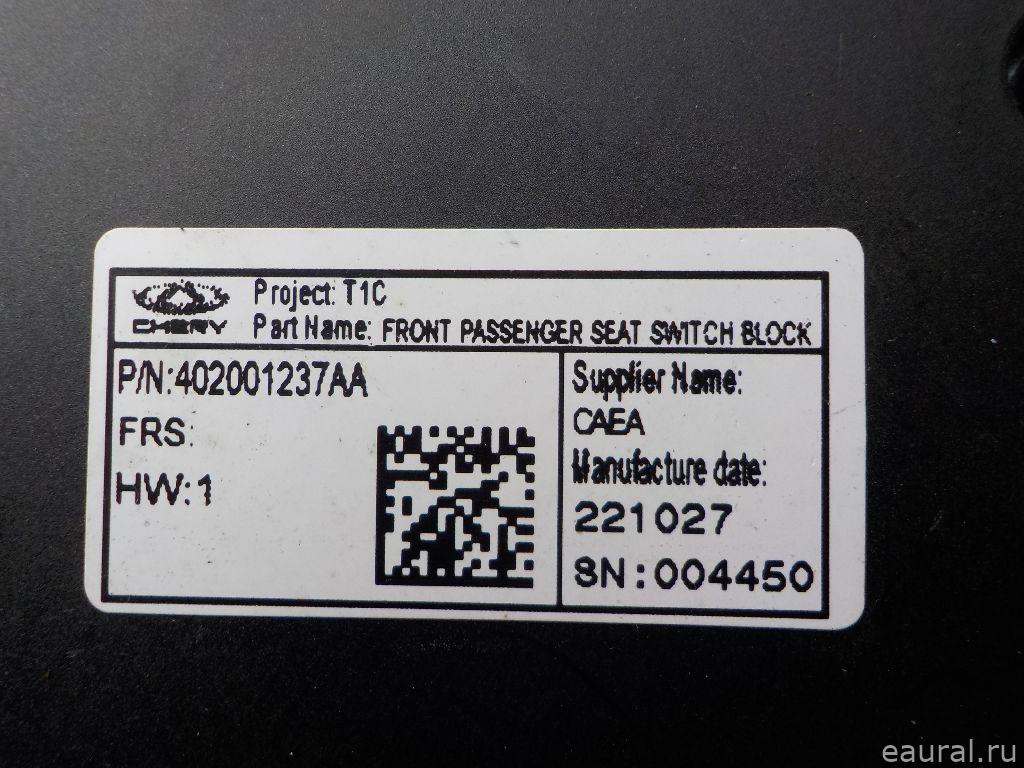 CHERY
Project: T1C
Part Name: FRONT PASSENGER SEAT SWITCH BLOCK
P/N:402001237AA
FRS:
HW:1
Supplier Name:
CAEA
Manufacture date:
221027
SN:004450
eaural.ru